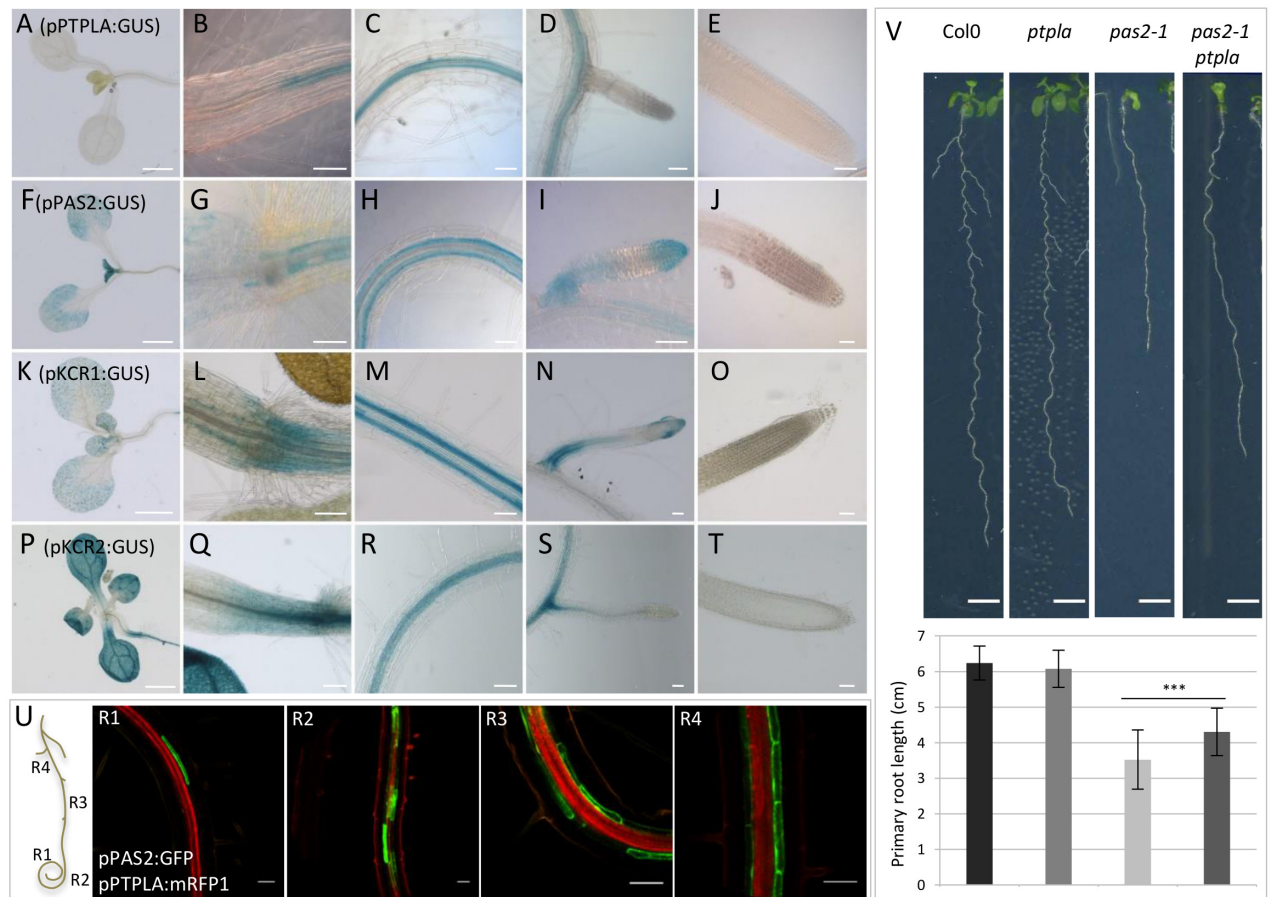 A (pPTPLA:GUS) B C D E
F (pPAS2:GUS) G H I J
K (pKCR1:GUS) L M N O
P (pKCR2:GUS) Q R S T
U R1 R2 R3 R4
R4
R3
R1
R2
pPAS2:GFP
pPTPLA:mRFP1
V Col0 ptpla pas2-1 pas2-1
ptpla
Primary root length (cm)
7
6
5
4
3
2
1
0
***